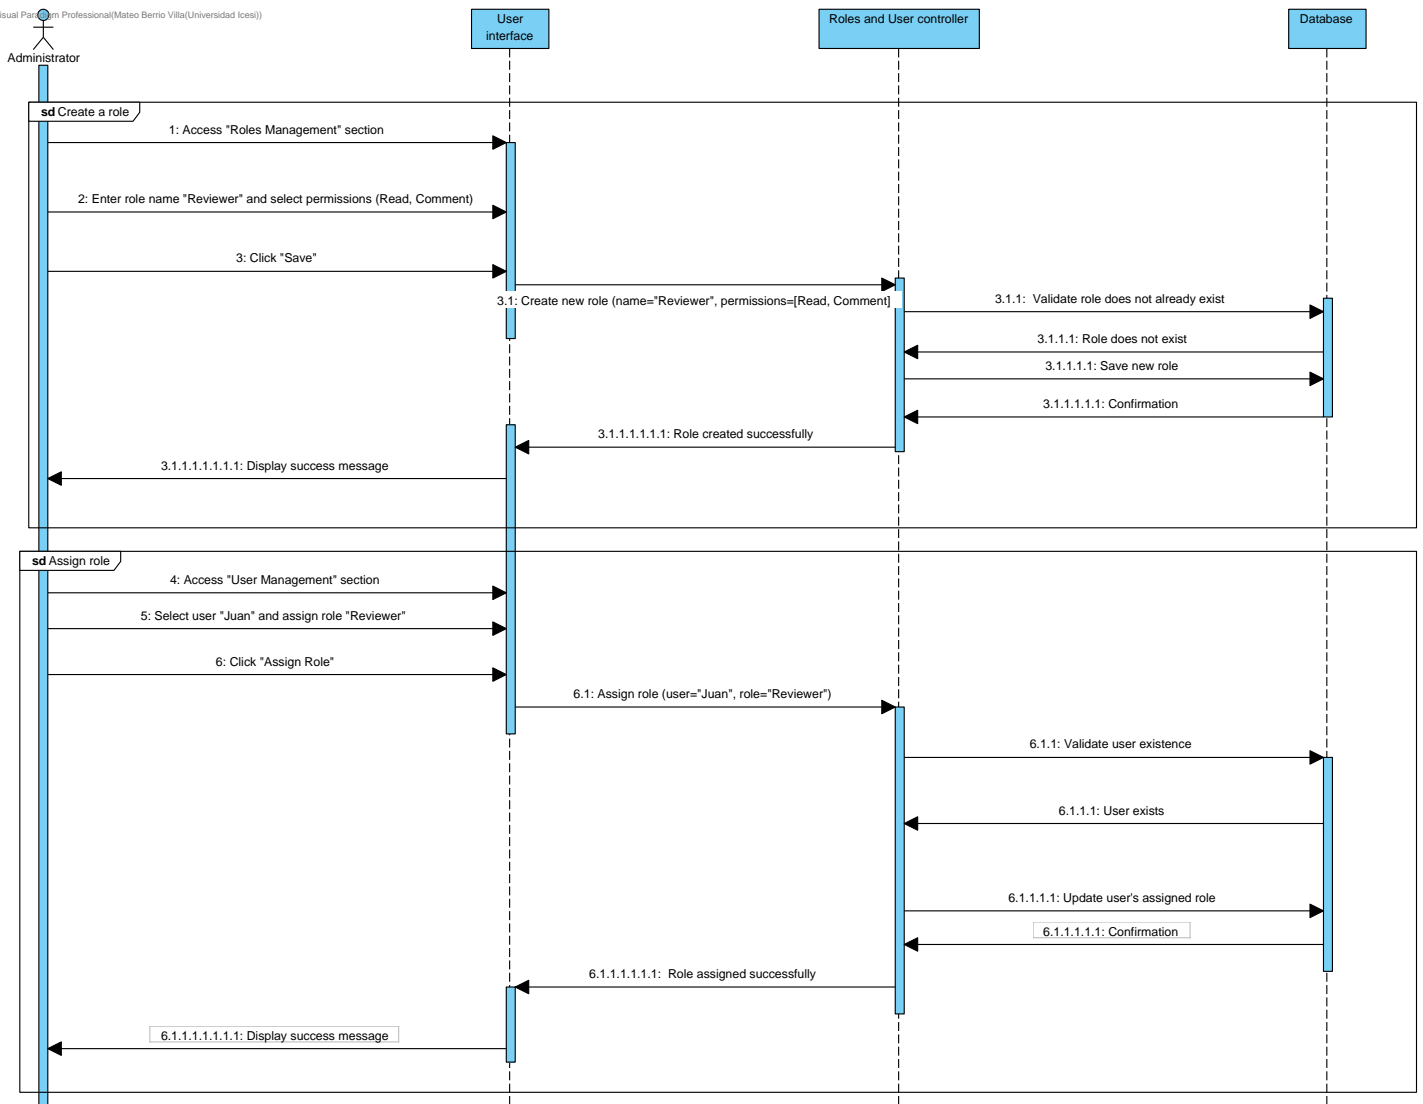 isual Paradigm Professional(Mateo Berrio Villa(Universidad Icesi))
Administrator
User
interface
Roles and User controller
Database
sd Create a role
1: Access "Roles Management" section
2: Enter role name "Reviewer" and select permissions (Read, Comment)
3: Click "Save"
3.1: Create new role (name="Reviewer", permissions=[Read, Comment]
3.1.1: Validate role does not already exist
3.1.1.1: Role does not exist
3.1.1.1.1: Save new role
3.1.1.1.1.1: Confirmation
3.1.1.1.1.1.1: Role created successfully
3.1.1.1.1.1.1.1: Display success message
sd Assign role
4: Access "User Management" section
5: Select user "Juan" and assign role "Reviewer"
6: Click "Assign Role"
6.1: Assign role (user="Juan", role="Reviewer")
6.1.1: Validate user existence
6.1.1.1: User exists
6.1.1.1.1: Update user's assigned role
6.1.1.1.1.1: Confirmation
6.1.1.1.1.1.1: Role assigned successfully
6.1.1.1.1.1.1.1: Display success message